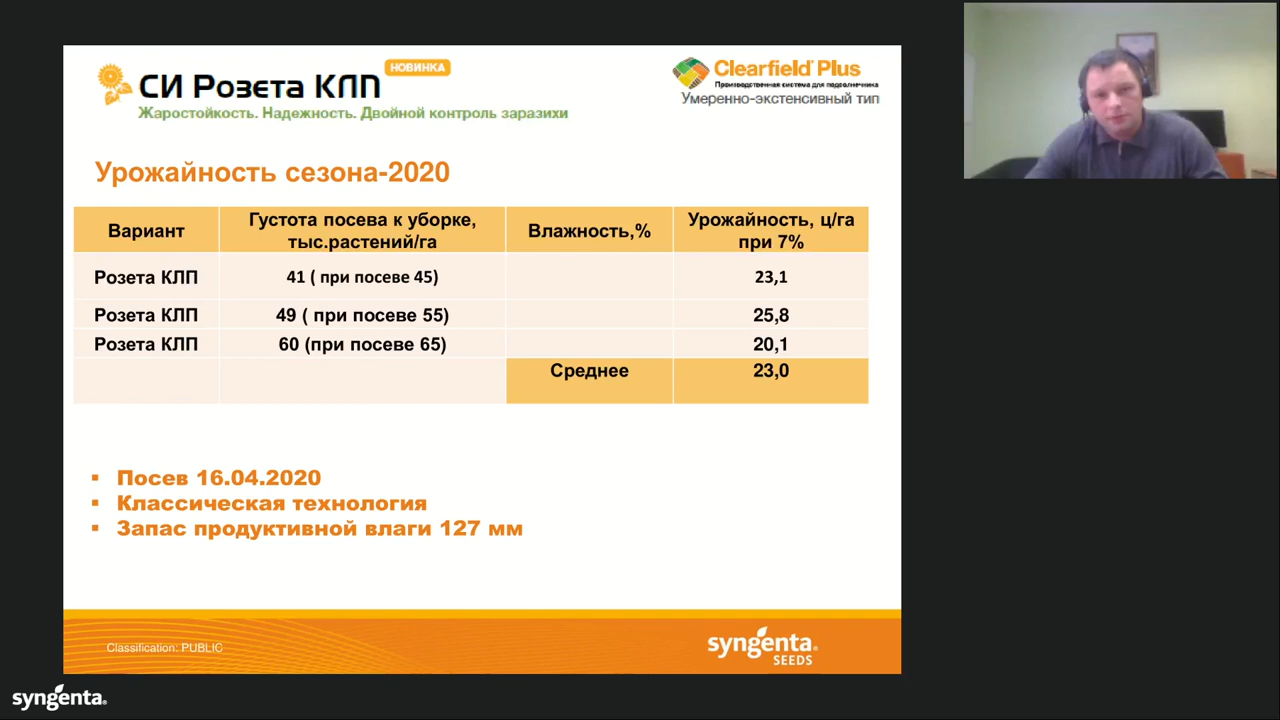 СИ Розета КЛП НОВИНКА
Жаростойкость. Надежность. Двойной контроль заразихи
Clearfield® Plus
Производственная система для подсолнечника
Умеренно-экстенсивный тип
Урожайность сезона-2020
Вариант
Густота посева к уборке,
тыс.растений/га
Влажность,%
Урожайность, ц/га
при 7%
Розета КЛП 41 ( при посеве 45) 23,1
Розета КЛП 49 ( при посеве 55) 25,8
Розета КЛП 60 (при посеве 65) 20,1
Среднее 23,0
▪ Посев 16.04.2020
▪ Классическая технология
▪ Запас продуктивной влаги 127 мм
Classification: PUBLIC
syngenta®
SEEDS
syngenta®